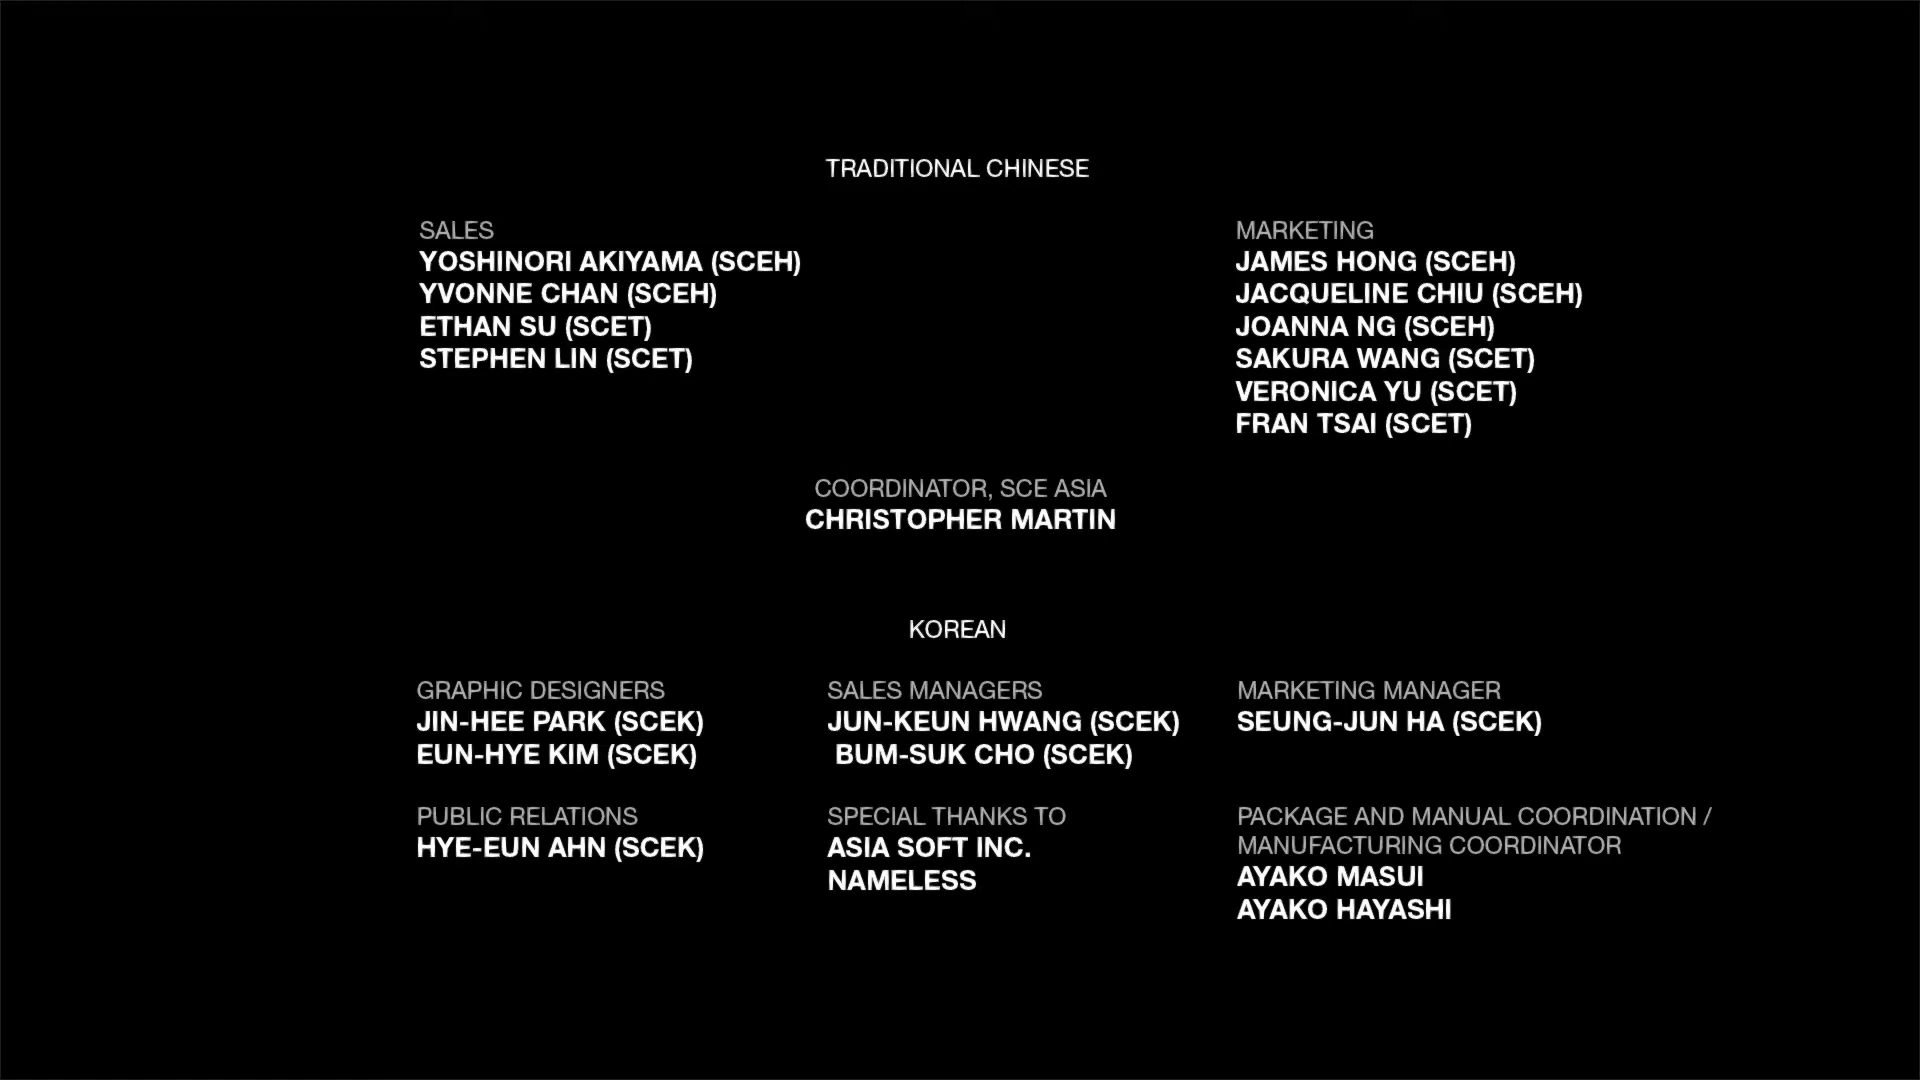 TRADITIONAL CHINESE
SALES
YOSHINORI AKIYAMA (SCEH)
YVONNE CHAN (SCEH)
ETHAN SU (SCET)
STEPHEN LIN (SCET)
MARKETING
JAMES HONG (SCEH)
JACQUELINE CHIU (SCEH)
JOANNA NG (SCEH)
SAKURA WANG (SCET)
VERONICA YU (SCET)
FRAN TSAI (SCET)
COORDINATOR, SCE ASIA
CHRISTOPHER MARTIN
KOREAN
GRAPHIC DESIGNERS
JIN-HEE PARK (SCEK)
EUN-HYE KIM (SCEK)
SALES MANAGERS
JUN-KEUN HWANG (SCEK)
BUM-SUK CHO (SCEK)
MARKETING MANAGER
SEUNG-JUN HA (SCEK)
PUBLIC RELATIONS
HYE-EUN AHN (SCEK)
SPECIAL THANKS TO
ASIA SOFT INC.
NAMELESS
PACKAGE AND MANUAL COORDINATION /
MANUFACTURING COORDINATOR
AYAKO MASUI
AYAKO HAYASHI